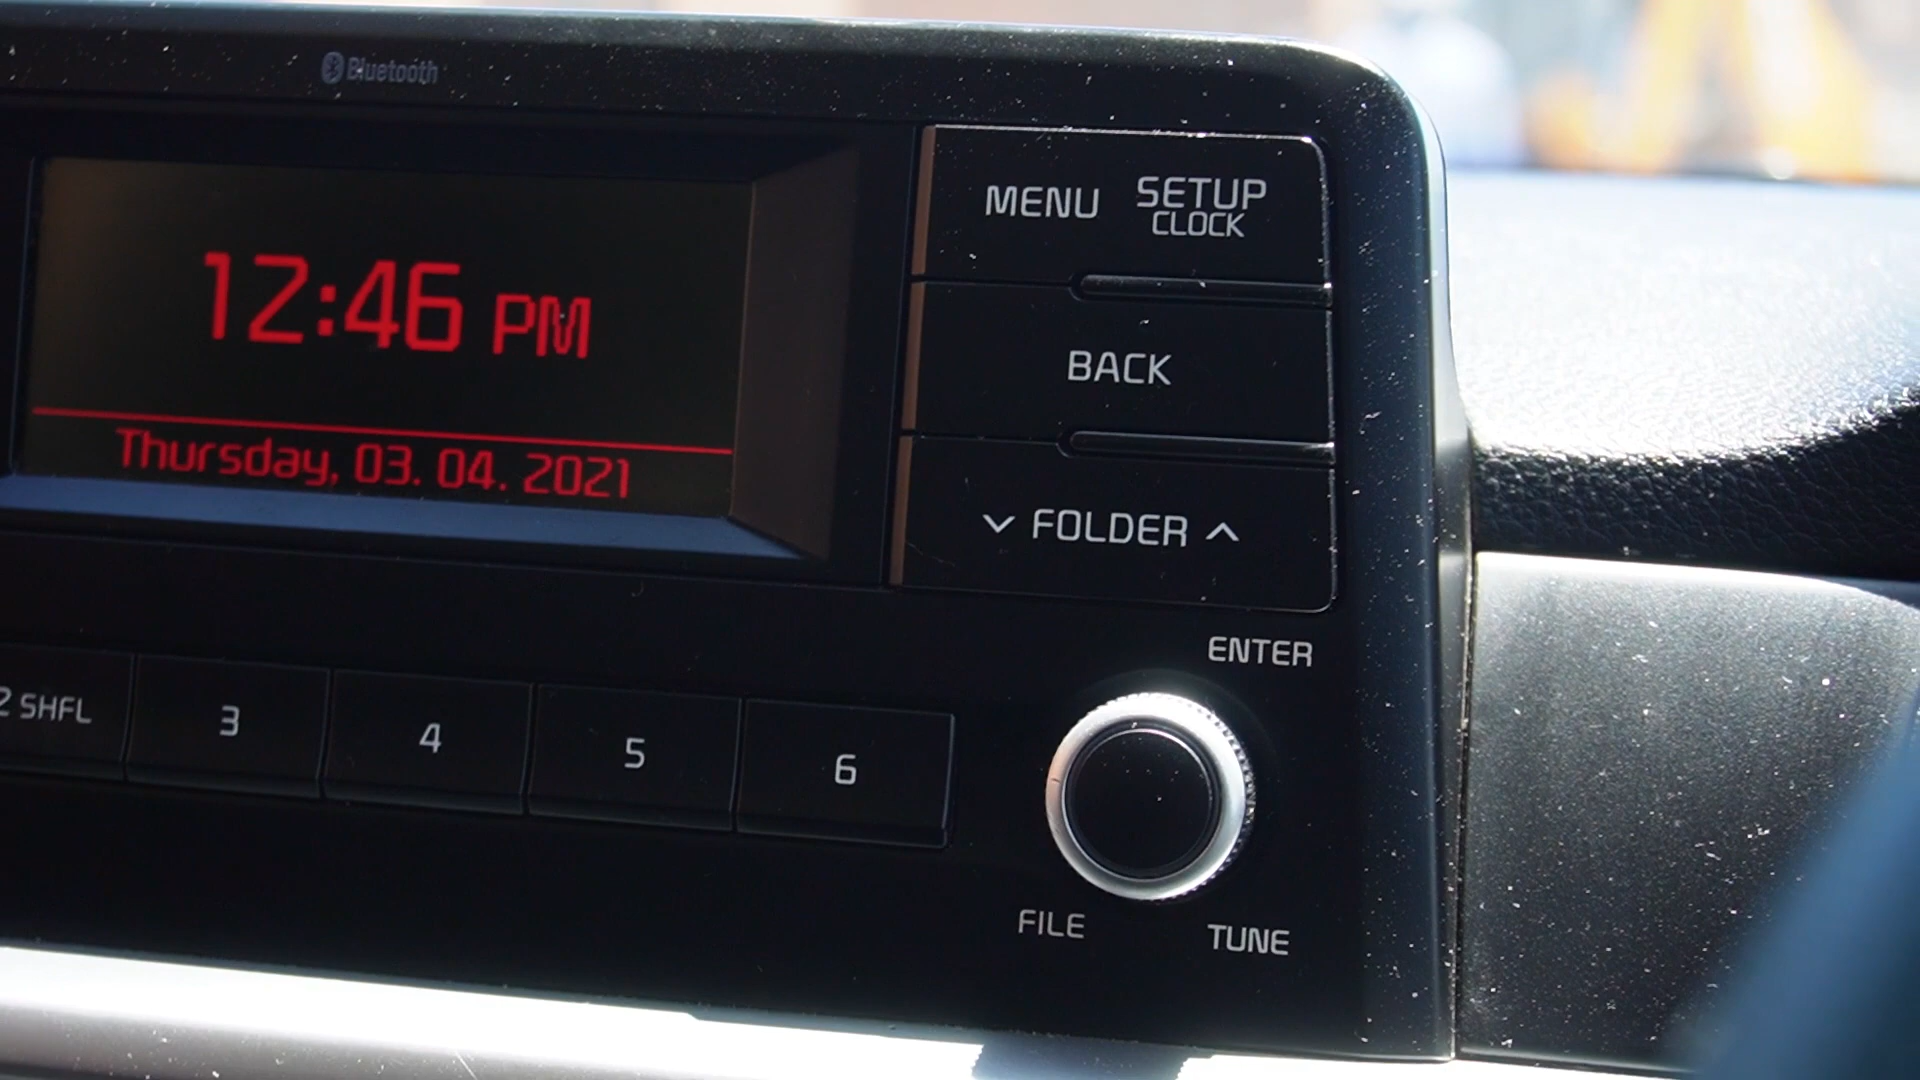 Bluetooth
12:46 PM
Thursday, 03. 04. 2021
MENU
SETUP
CLOCK
BACK
FOLDER
ENTER
2 SHFL
3
4
5
6
FILE
TUNE